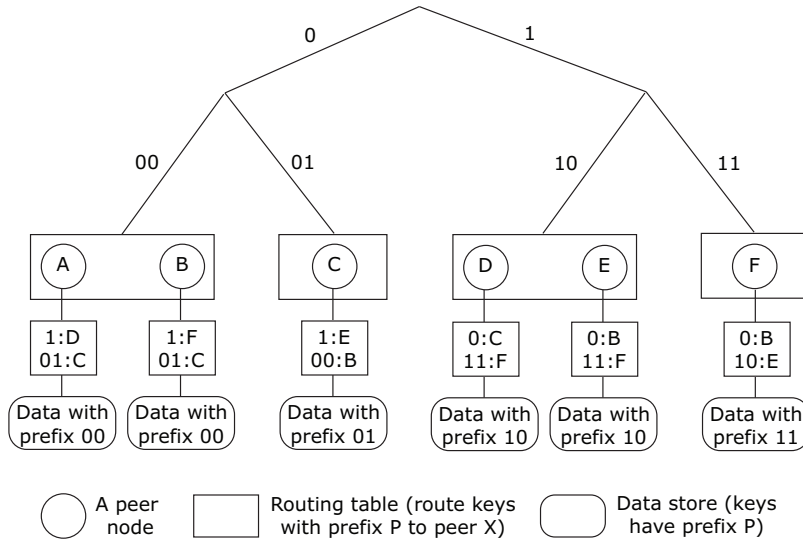 0
1
00
01
10
11
A
B
C
D
E
F
1:D
01:C
1:F
01:C
1:E
00:B
0:C
11:F
0:B
11:F
0:B
10:E
Data with
prefix 00
Data with
prefix 00
Data with
prefix 01
Data with
prefix 10
Data with
prefix 10
Data with
prefix 11
A peer
node
Routing table (route keys
with prefix P to peer X)
Data store (keys
have prefix P)